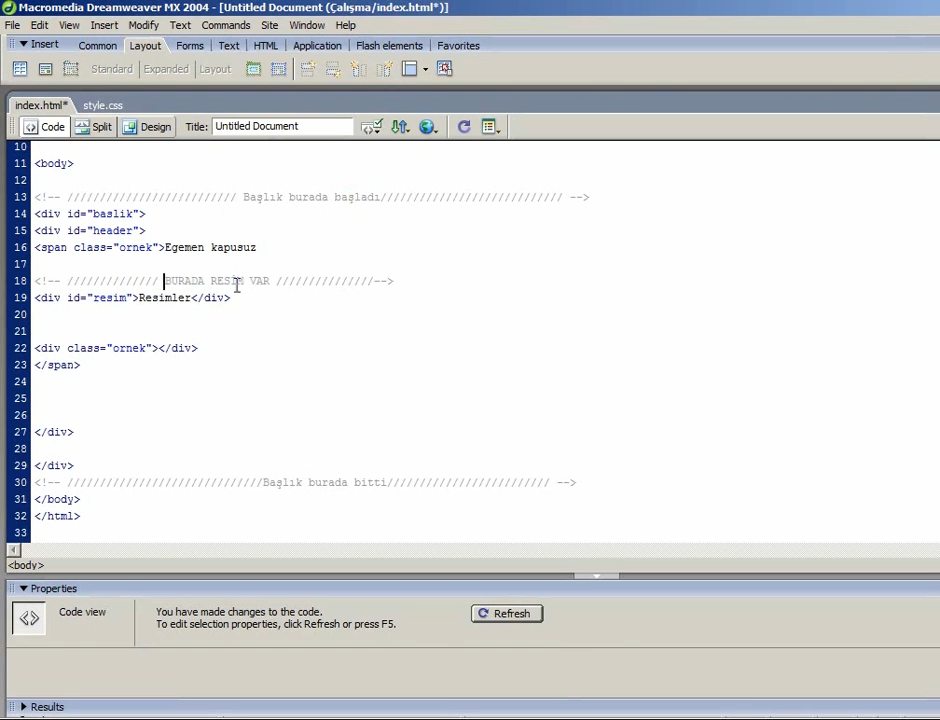 Macromedia Dreamweaver MX 2004 - [Untitled Document (Çalışma/index.html*)]
File Edit View Insert Modify Text Commands Site Window Help
Insert Common Layout Forms Text HTML Application Flash elements Favorites
Standard Expanded Layout
index.html* style.css
Code Split Design Title: Untitled Document
10
11 <body>
12
13 <!-- ////////////////////////// Başlık burada başladı//////////////////////////// -->
14 <div id="baslik">
15 <div id="header">
16 <span class="ornek">Egemen kapusuz
17
18 <!-- ////////////// BURADA RESİM VAR ///////////////-->
19 <div id="resim">Resimler</div>
20
21
22 <div class="ornek"></div>
23 </span>
24
25
26
27 </div>
28
29 </div>
30 <!-- //////////////////////////////Başlık burada bitti///////////////////////// -->
31 </body>
32 </html>
33
<body>
Properties
Code view You have made changes to the code.
To edit selection properties, click Refresh or press F5.
Refresh
Results